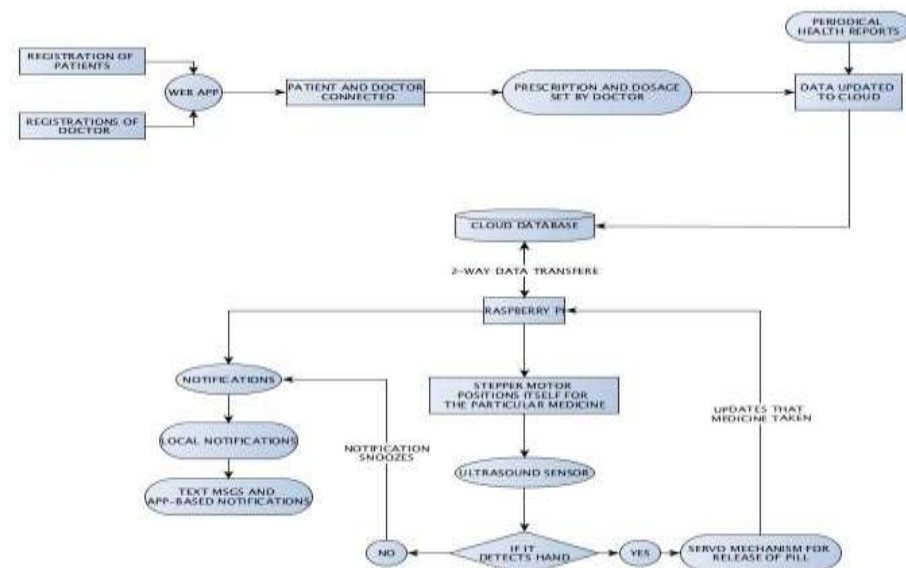 PERIODICAL
HEALTH REPORTS
REGISTRATION OF
PATIENTS
WEB APP
PATIENT AND DOCTOR
CONNECTED
PRESCRIPTION AND DOSAGE
SET BY DOCTOR
DATA UPDATED
TO CLOUD
REGISTRATIONS OF
DOCTOR
CLOUD DATABASE
2-WAY DATA TRANSFERE
RASPBERRY PI
NOTIFICATIONS
STEPPER MOTOR
POSITIONS ITSELF FOR
THE PARTICULAR MEDICINE
UPDATES THAT
MEDICINE TAKEN
LOCAL NOTIFICATIONS
NOTIFICATION
SNOOZES
ULTRASOUND SENSOR
TEXT MSGS AND
APP-BASED NOTIFICATIONS
NO
IF IT
DETECTS HAND
YES
SERVO MECHANISM FOR
RELEASE OF PILL